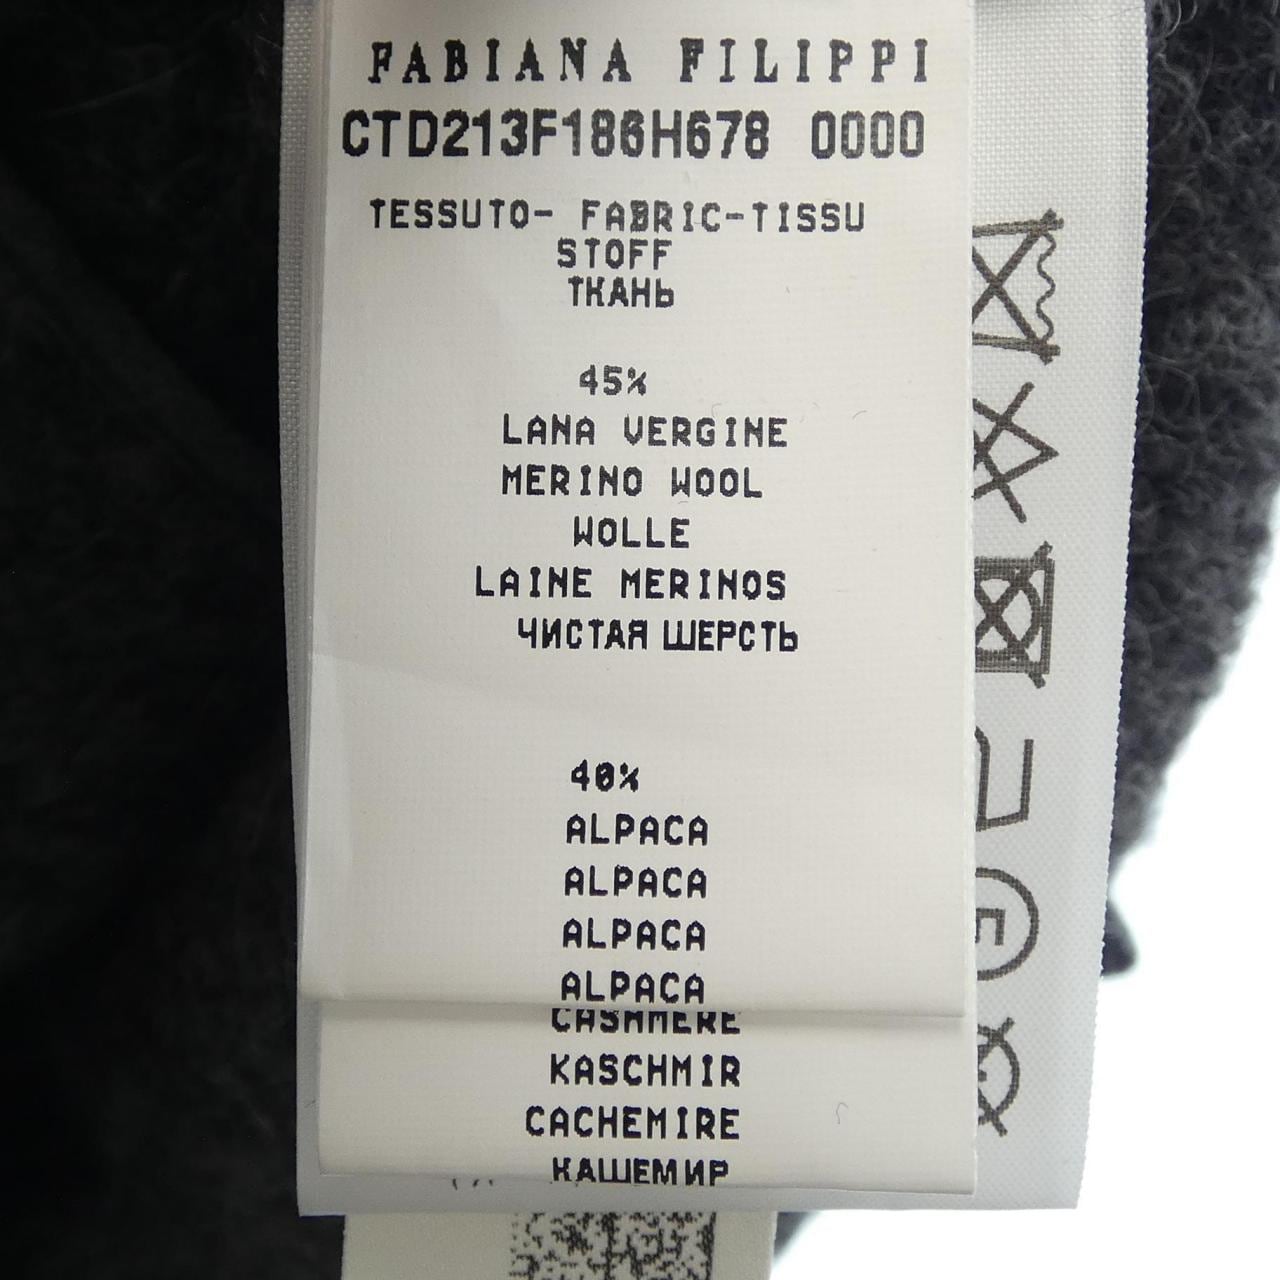 FABIANA FILIPPI
CTD213F186H678 0000
TESSUTO- FABRIC-TISSU
STOFF
ТКАНЬ
45%
LANA VERGINE
MERINO WOOL
WOLLE
LAINE MERINOS
ЧИСТАЯ ШЕРСТЬ
40%
ALPACA
ALPACA
ALPACA
ALPACA
CASHMERE
KASCHMIR
CACHEMIRE
КАШЕМИР